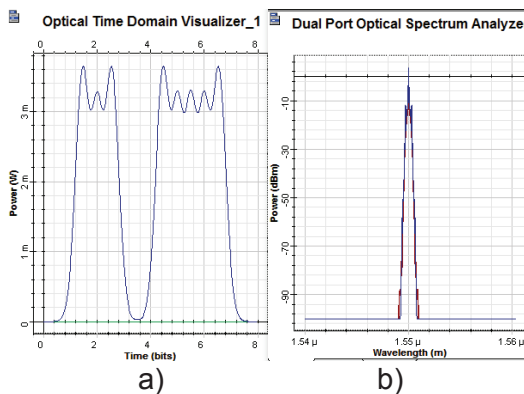 Optical Time Domain Visualizer_1
0 2 4 6 8
Power (W)
3 m
2 m
1 m
0
0 2 4 6 8
Time (bits)
a)
Dual Port Optical Spectrum Analyze
Power (dBm)
-10
-30
-50
-70
-90
1.54 µ 1.55 µ 1.56 µ
Wavelength (m)
b)